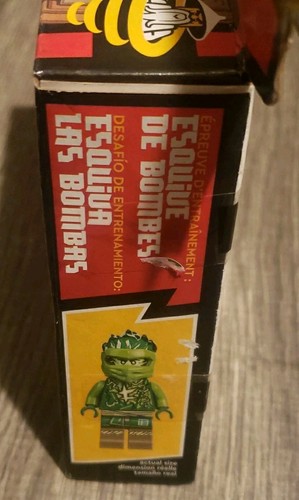 ÉPREUVE D'ENTRAÎNEMENT :
ESQUIVE
DE BOMBES
DESAFÍO DE ENTRENAMIENTO:
ESQUIVA
LAS BOMBAS
actual size
dimension réelle
tamaño real